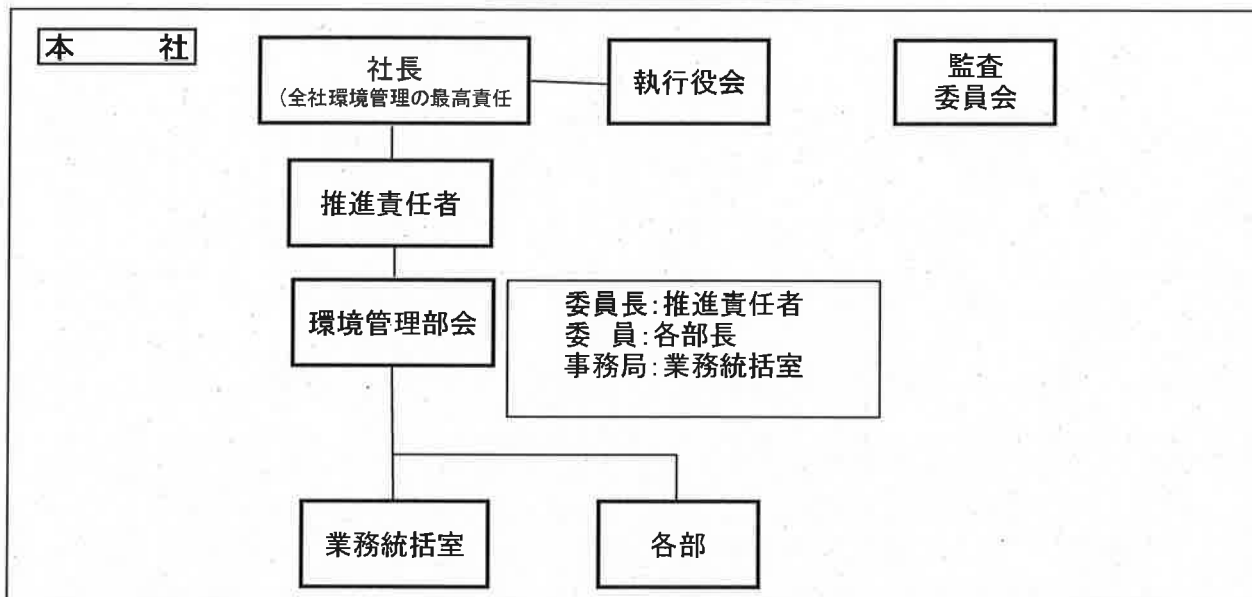 本 社
社長
(全社環境管理の最高責任
執行役会
監査
委員会
推進責任者
環境管理部会
委員長:推進責任者
委 員:各部長
事務局:業務統括室
業務統括室
各部